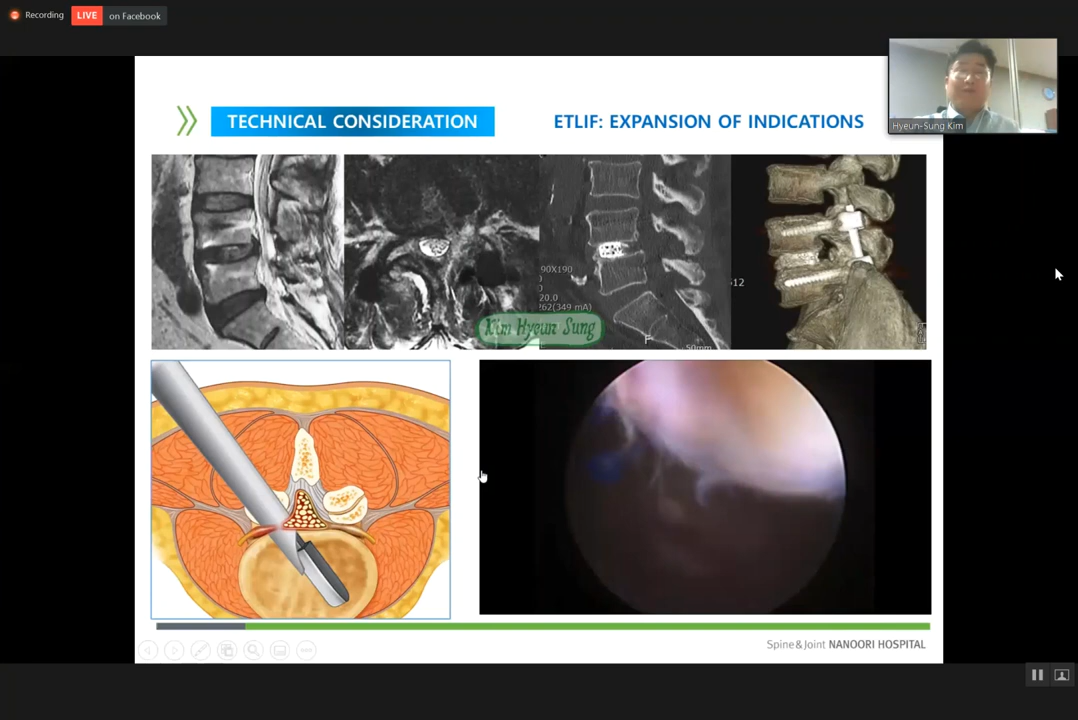 Recording
LIVE on Facebook
Hyeun-Sung Kim
TECHNICAL CONSIDERATION
ETLIF: EXPANSION OF INDICATIONS
90X190
20.0
262(349 mA)
F
50mm
512
Kim Hyeun Sung
Spine & Joint NANOORI HOSPITAL